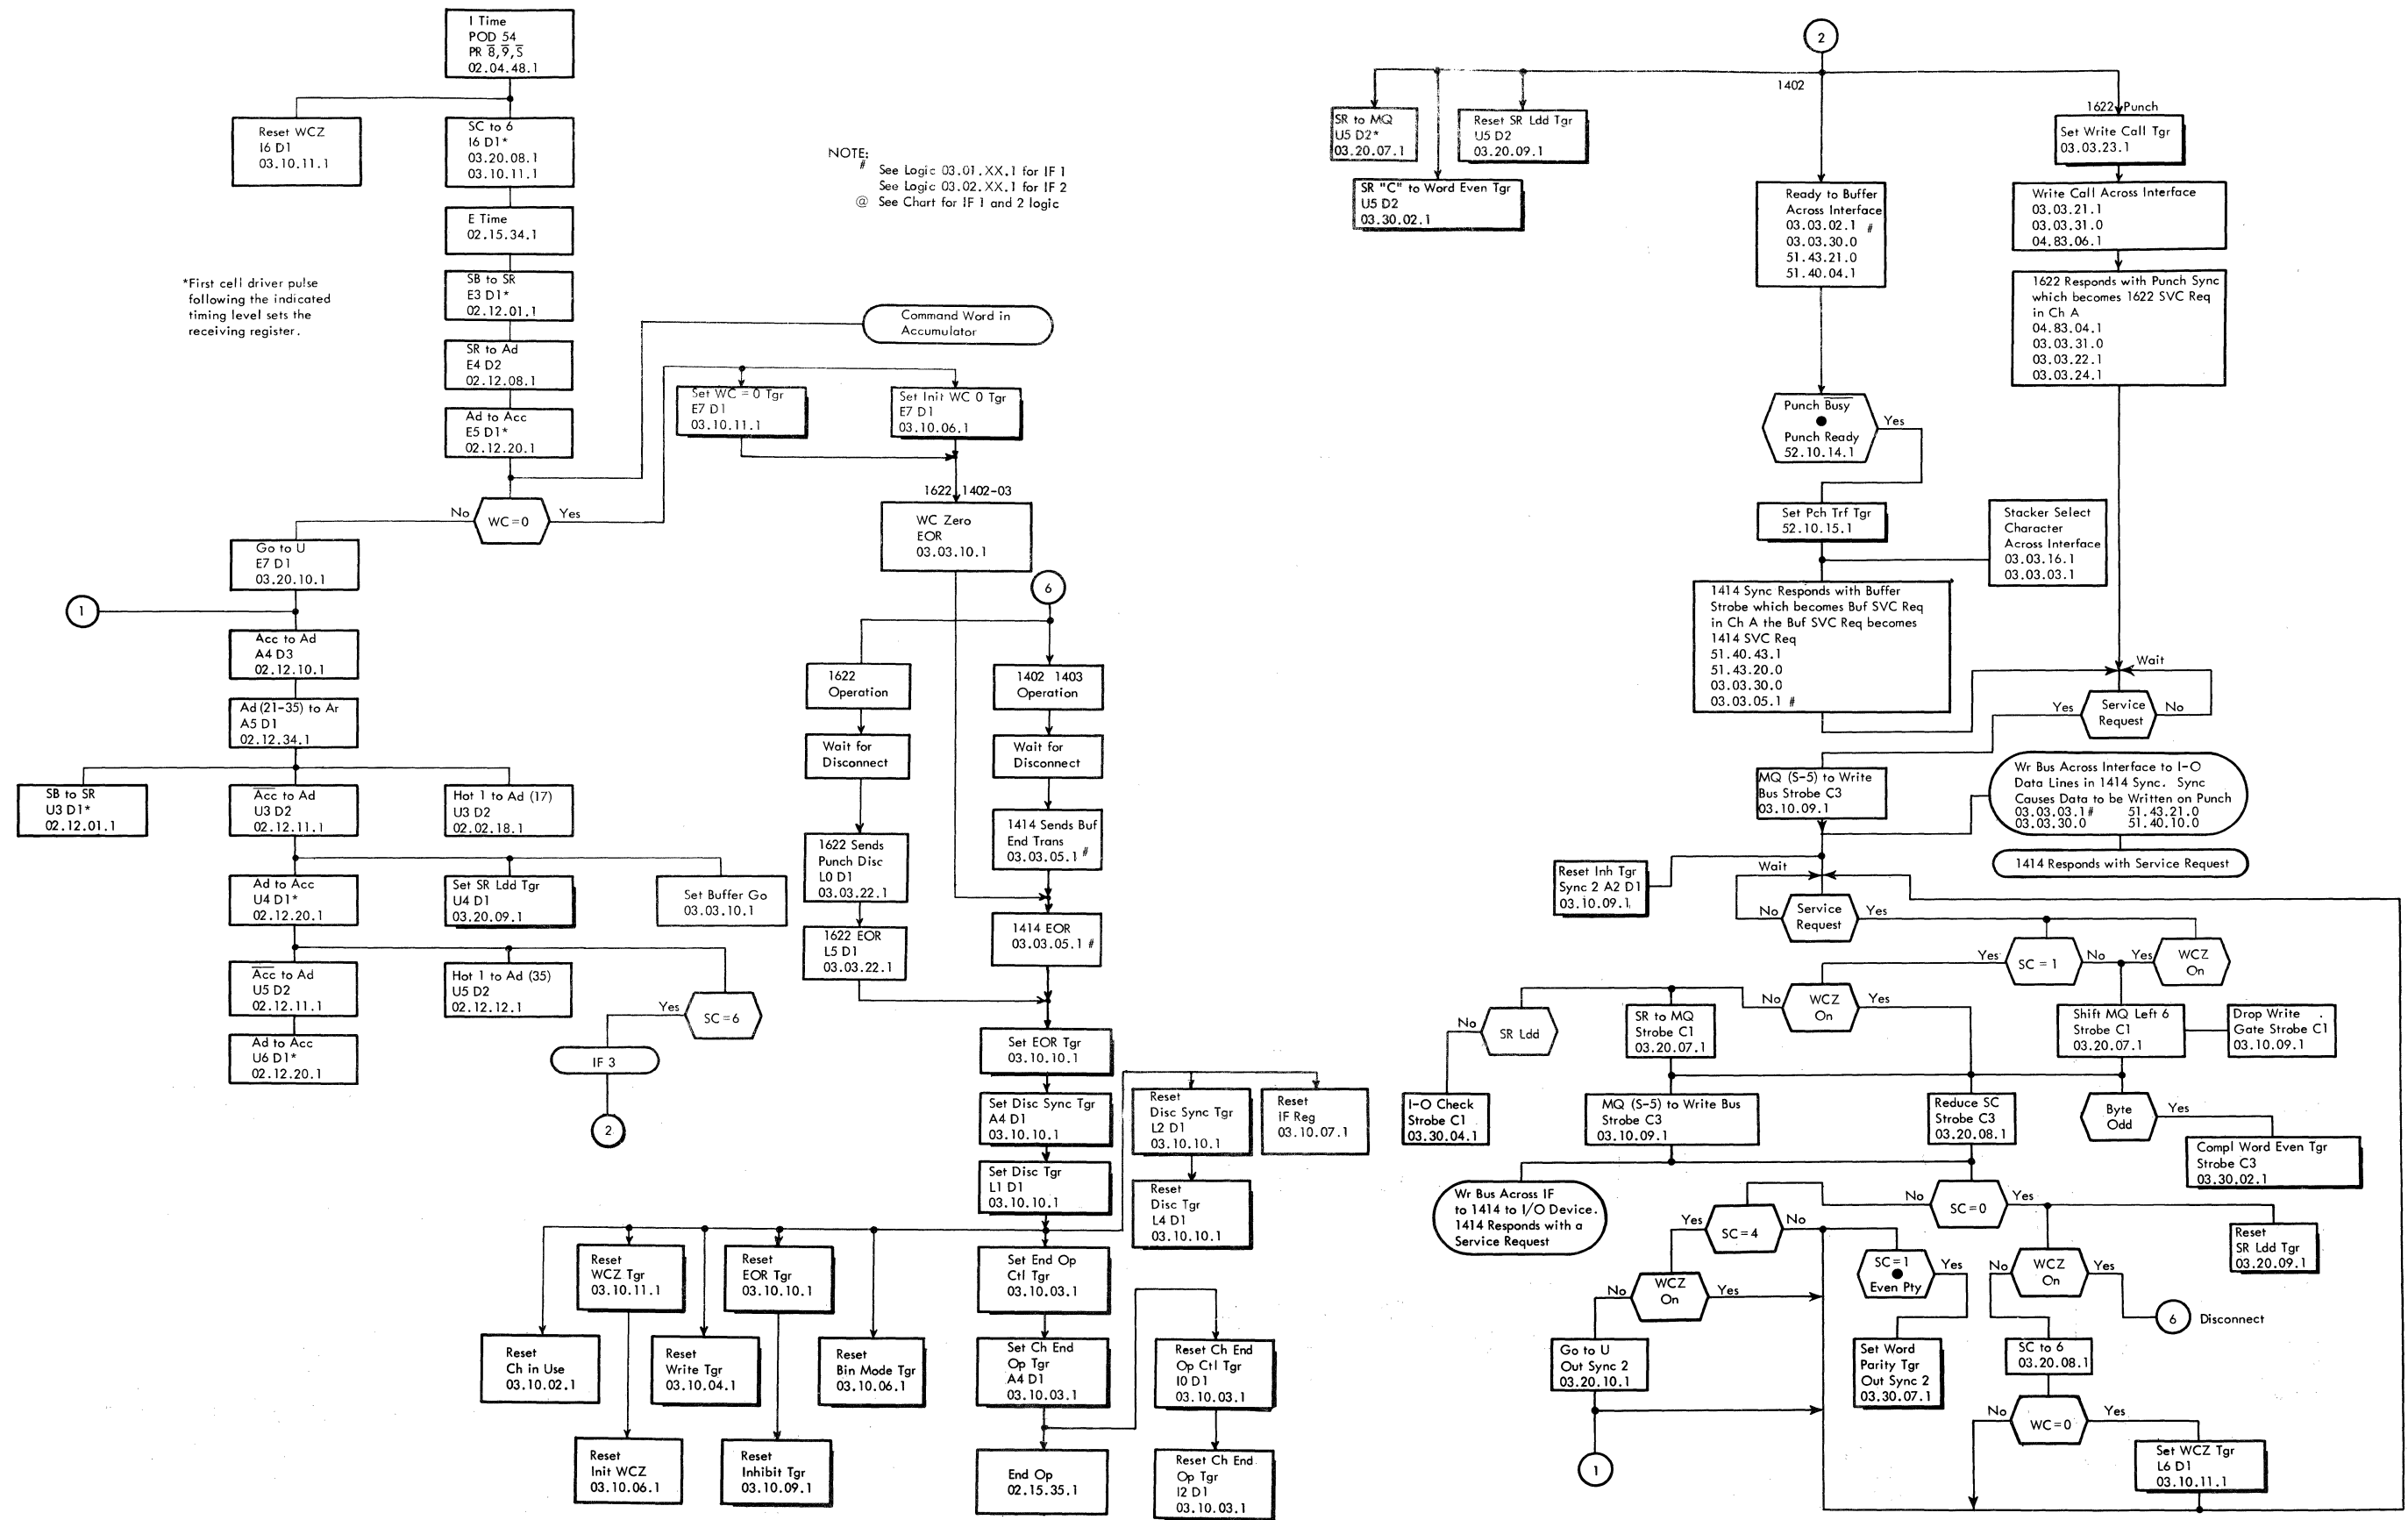 I Time
POD 54
PR 8̅,9̅,S̅
02.04.48.1
Reset WCZ
I6 D1
03.10.11.1
SC to 6
I6 D1*
03.20.08.1
03.10.11.1
E Time
02.15.34.1
*First cell driver pulse
following the indicated
timing level sets the
receiving register.
SB to SR
E3 D1*
02.12.01.1
SR to Ad
E4 D2
02.12.08.1
Ad to Acc
E5 D1*
02.12.20.1
NOTE:
# See Logic 03.01.XX.1 for IF 1
See Logic 03.02.XX.1 for IF 2
@ See Chart for IF 1 and 2 logic
Command Word in
Accumulator
No
WC=0
Yes
Set WC = 0 Tgr
E7 D1
03.10.11.1
Set Init WC 0 Tgr
E7 D1
03.10.06.1
1622 1402-03
WC Zero
EOR
03.03.10.1
Go to U
E7 D1
03.20.10.1
1
Acc to Ad
A4 D3
02.12.10.1
Ad (21-35) to Ar
A5 D1
02.12.34.1
SB to SR
U3 D1*
02.12.01.1
A̅c̅c̅ to Ad
U3 D2
02.12.11.1
Hot 1 to Ad (17)
U3 D2
02.02.18.1
Ad to Acc
U4 D1*
02.12.20.1
Set SR Ldd Tgr
U4 D1
03.20.09.1
Set Buffer Go
03.03.10.1
A̅c̅c̅ to Ad
U5 D2
02.12.11.1
Hot 1 to Ad (35)
U5 D2
02.12.12.1
Yes
SC=6
Ad to Acc
U6 D1*
02.12.20.1
IF 3
2
6
1622
Operation
1402 1403
Operation
Wait for
Disconnect
Wait for
Disconnect
1622 Sends
Punch Disc
L0 D1
03.03.22.1
1414 Sends Buf
End Trans
03.03.05.1 #
1622 EOR
L5 D1
03.03.22.1
1414 EOR
03.03.05.1 #
Set EOR Tgr
03.10.10.1
Set Disc Sync Tgr
A4 D1
03.10.10.1
Set Disc Tgr
L1 D1
03.10.10.1
Reset
Disc Sync Tgr
L2 D1
03.10.10.1
Reset
IF Reg
03.10.07.1
Reset
Disc Tgr
L4 D1
03.10.10.1
Reset
WCZ Tgr
03.10.11.1
Reset
EOR Tgr
03.10.10.1
Set End Op
Ctl Tgr
03.10.03.1
Reset
Ch in Use
03.10.02.1
Reset
Write Tgr
03.10.04.1
Reset
Bin Mode Tgr
03.10.06.1
Set Ch End
Op Tgr
A4 D1
03.10.03.1
Reset Ch End
Op Ctl Tgr
I0 D1
03.10.03.1
Reset
Init WCZ
03.10.06.1
Reset
Inhibit Tgr
03.10.09.1
End Op
02.15.35.1
Reset Ch End
Op Tgr
I2 D1
03.10.03.1
2
1402
1622 Punch
SR to MQ
U5 D2*
03.20.07.1
Reset SR Ldd Tgr
U5 D2
03.20.09.1
SR "C" to Word Even Tgr
U5 D2
03.30.02.1
Set Write Call Tgr
03.03.23.1
Ready to Buffer
Across Interface
03.03.02.1 #
03.03.30.0
51.43.21.0
51.40.04.1
Write Call Across Interface
03.03.21.1
03.03.31.0
04.83.06.1
1622 Responds with Punch Sync
which becomes 1622 SVC Req
in Ch A
04.83.04.1
03.03.31.0
03.03.22.1
03.03.24.1
Punch B̅u̅s̅y̅
●
Punch Ready
52.10.14.1
Yes
Set Pch Trf Tgr
52.10.15.1
Stacker Select
Character
Across Interface
03.03.16.1
03.03.03.1
1414 Sync Responds with Buffer
Strobe which becomes Buf SVC Req
in Ch A the Buf SVC Req becomes
1414 SVC Req
51.40.43.1
51.43.20.0
03.03.30.0
03.03.05.1 #
Wait
Yes
Service
Request
No
MQ (S-5) to Write
Bus Strobe C3
03.10.09.1
Wr Bus Across Interface to I-O
Data Lines in 1414 Sync. Sync
Causes Data to be Written on Punch
03.03.03.1# 51.43.21.0
03.03.30.0 51.40.10.0
1414 Responds with Service Request
Reset Inh Tgr
Sync 2 A2 D1
03.10.09.1
Wait
No
Service
Request
Yes
Yes
SC = 1
No
Yes
WCZ
On
No
WCZ
On
Yes
No
SR Ldd
SR to MQ
Strobe C1
03.20.07.1
Shift MQ Left 6
Strobe C1
03.20.07.1
Drop Write
Gate Strobe C1
03.10.09.1
I-O Check
Strobe C1
03.30.04.1
MQ (S-5) to Write Bus
Strobe C3
03.10.09.1
Reduce SC
Strobe C3
03.20.08.1
Byte
Odd
Yes
Compl Word Even Tgr
Strobe C3
03.30.02.1
Wr Bus Across IF
to 1414 to I/O Device.
1414 Responds with a
Service Request
No
SC=0
Yes
Yes
SC=4
No
Reset
SR Ldd Tgr
03.20.09.1
SC=1
●
Even Pty
Yes
No
WCZ
On
Yes
No
WCZ
On
Yes
6
Disconnect
Go to U
Out Sync 2
03.20.10.1
Set Word
Parity Tgr
Out Sync 2
03.30.07.1
SC to 6
03.20.08.1
No
WC=0
Yes
Set WCZ Tgr
L6 D1
03.10.11.1
1